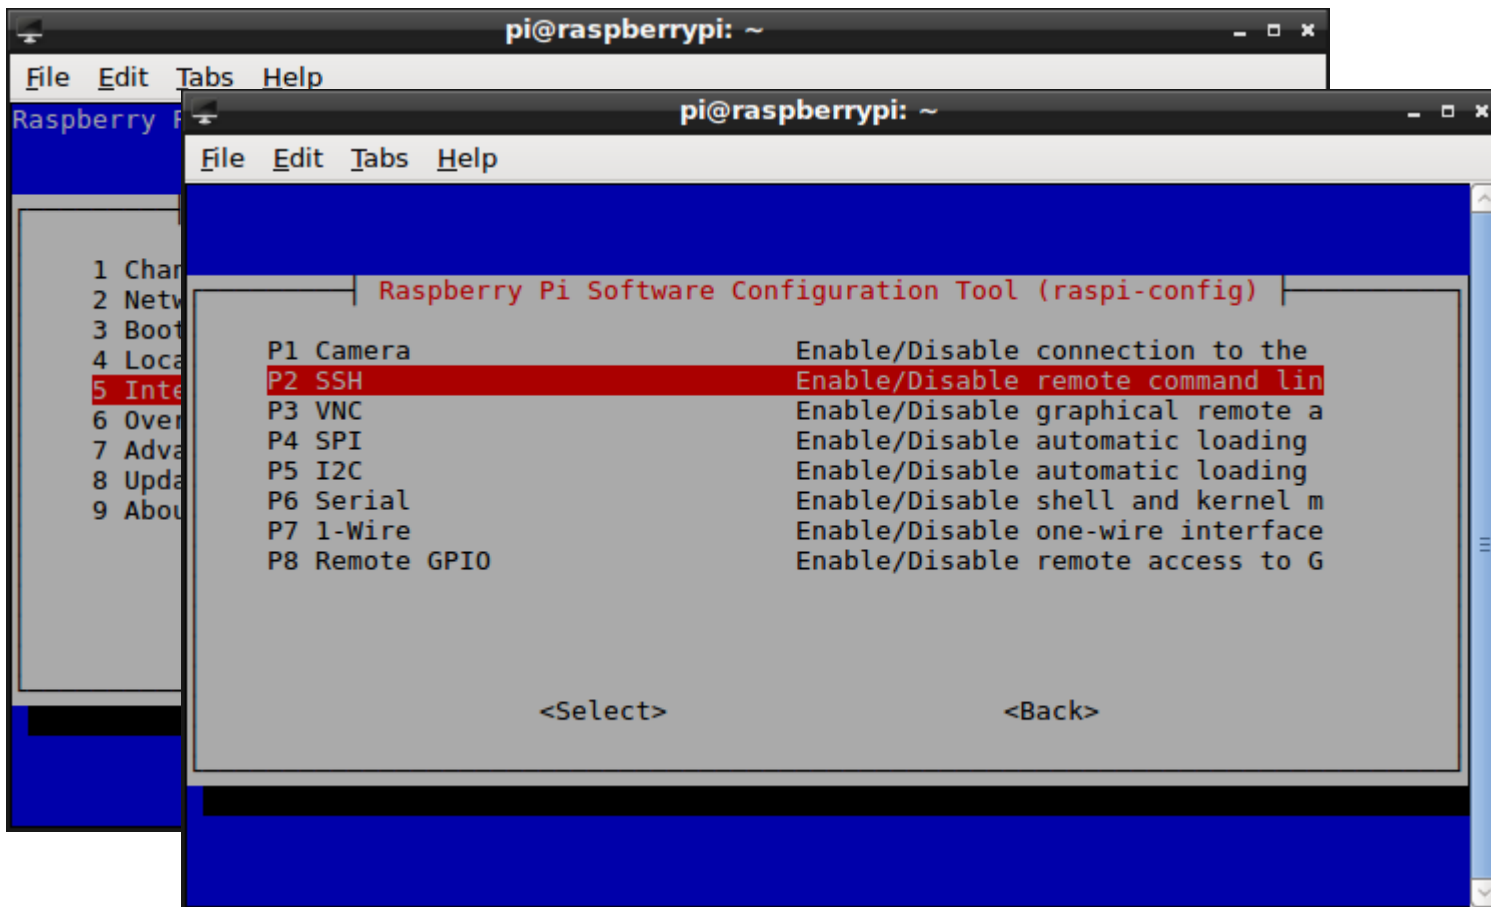 pi@raspberrypi: ~
File Edit Tabs Help
Raspberry
1 Chan
2 Netw
3 Boot
4 Loca
5 Inte
6 Over
7 Adva
8 Upda
9 Abou
pi@raspberrypi: ~
File Edit Tabs Help
Raspberry Pi Software Configuration Tool (raspi-config)
P1 Camera Enable/Disable connection to the
P2 SSH Enable/Disable remote command lin
P3 VNC Enable/Disable graphical remote a
P4 SPI Enable/Disable automatic loading
P5 I2C Enable/Disable automatic loading
P6 Serial Enable/Disable shell and kernel m
P7 1-Wire Enable/Disable one-wire interface
P8 Remote GPIO Enable/Disable remote access to G
<Select> <Back>